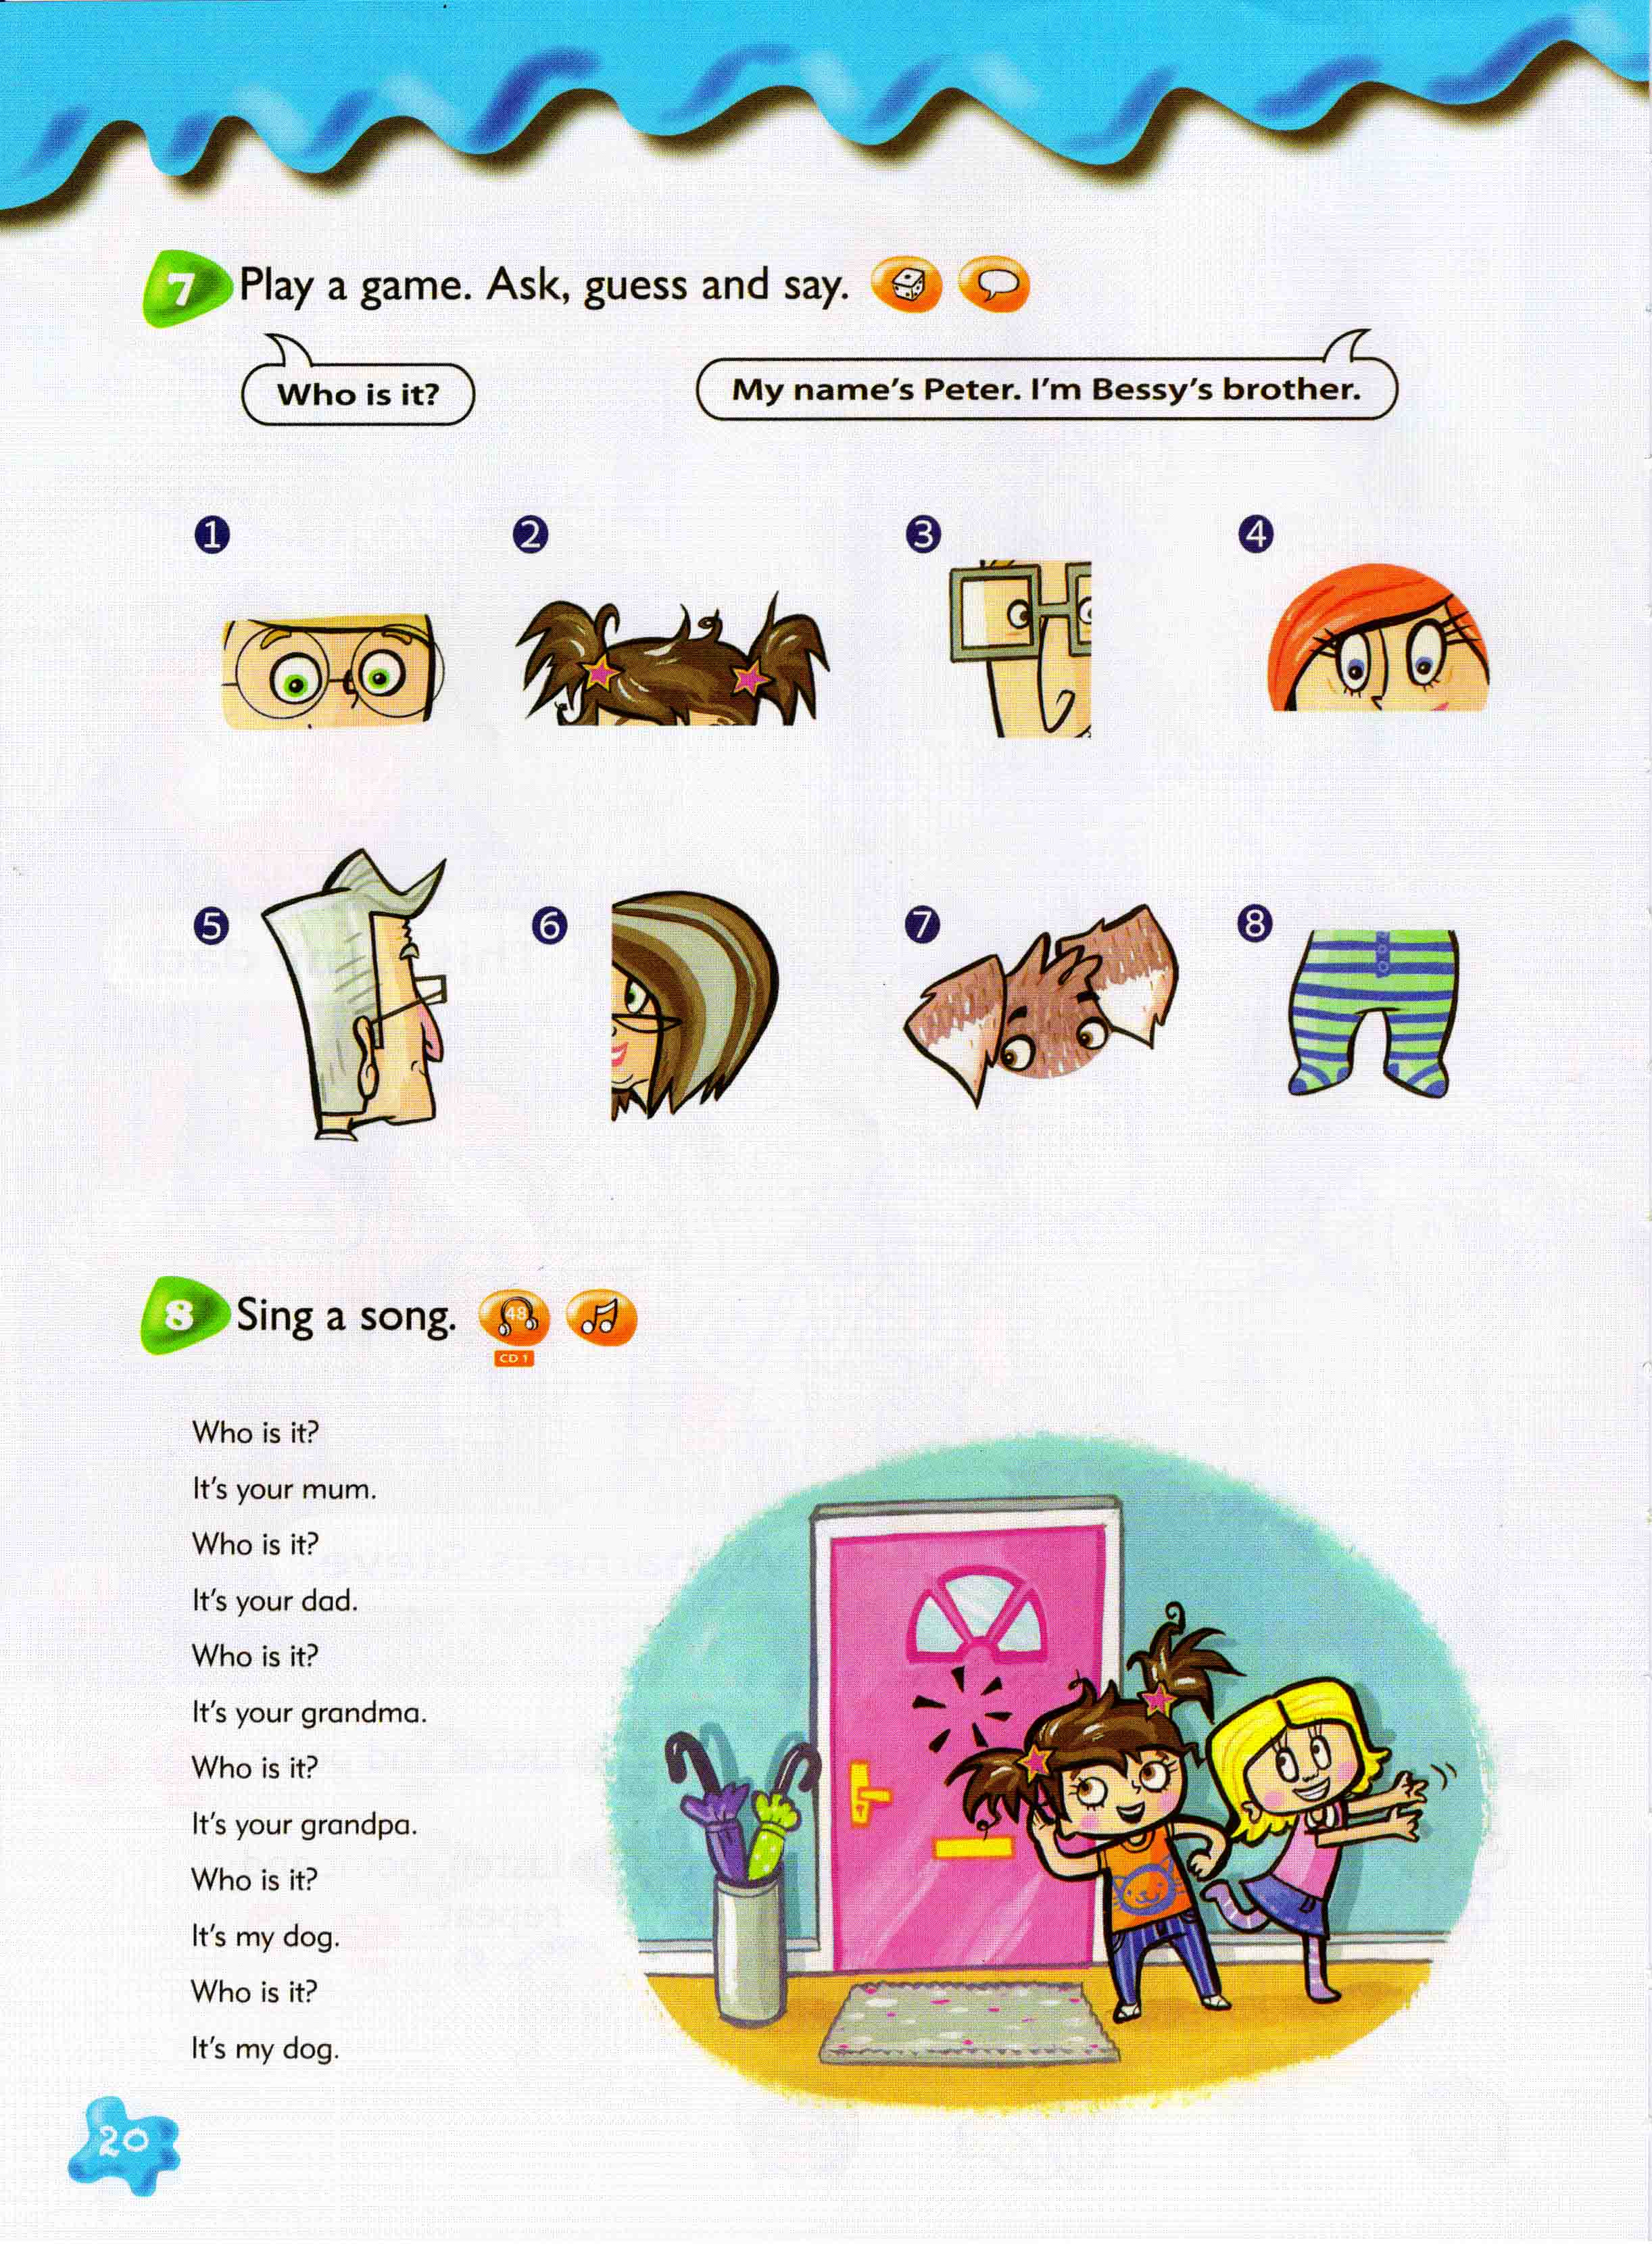 7 Play a game. Ask, guess and say.
Who is it? My name's Peter. I'm Bessy's brother.
1 2 3 4
5 6 7 8
8 Sing a song. 48
CD 1
Who is it?
It's your mum.
Who is it?
It's your dad.
Who is it?
It's your grandma.
Who is it?
It's your grandpa.
Who is it?
It's my dog.
Who is it?
It's my dog.
20